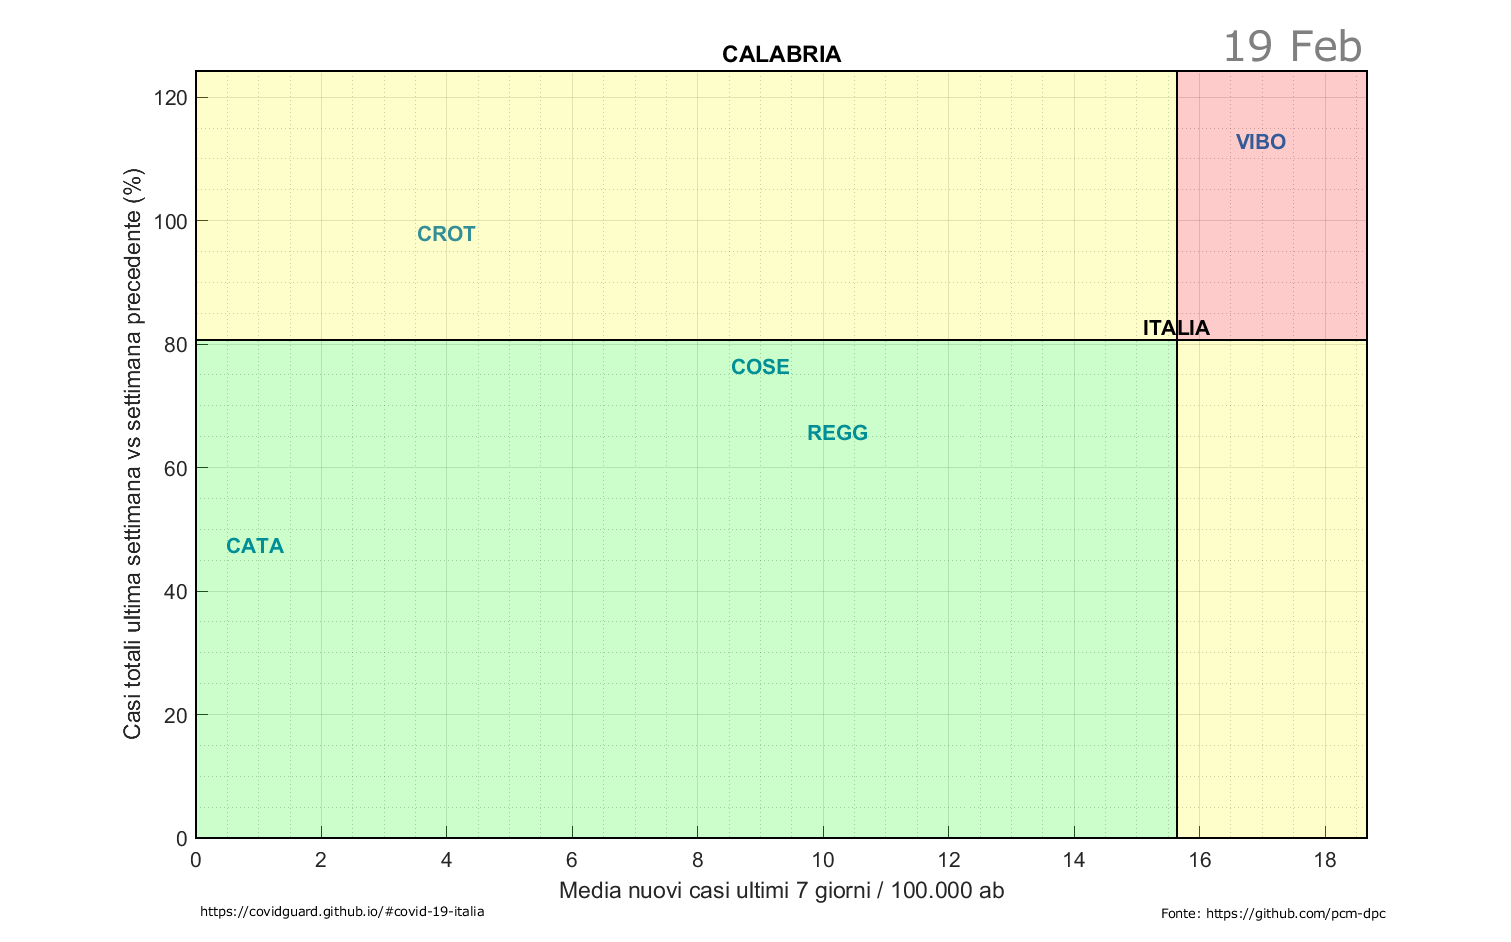 19 Feb
CALABRIA
Casi totali ultima settimana vs settimana precedente (%)
120
100
80
60
40
20
0
VIBO
CROT
ITALIA
COSE
REGG
CATA
0 2 4 6 8 10 12 14 16 18
Media nuovi casi ultimi 7 giorni / 100.000 ab
https://covidguard.github.io/#covid-19-italia
Fonte: https://github.com/pcm-dpc